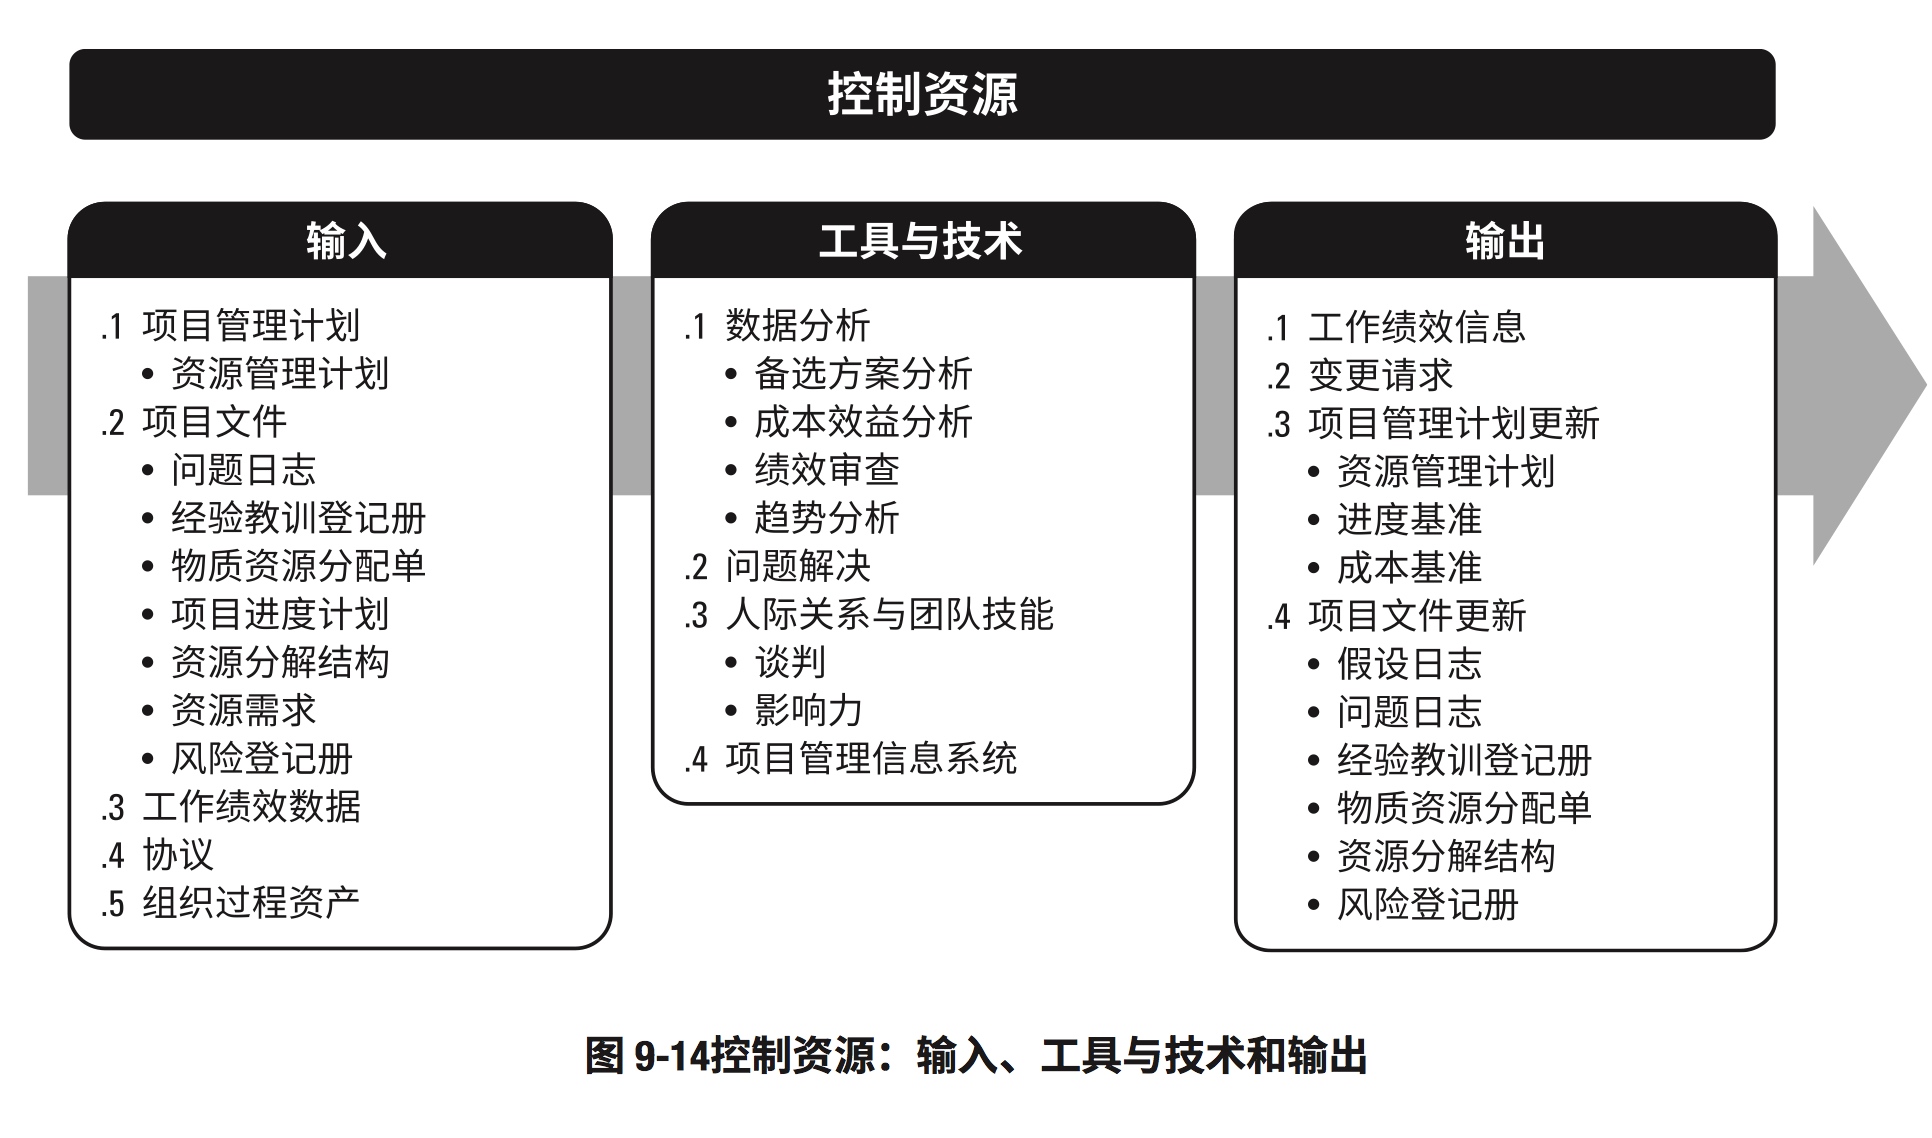 控制资源
输入
.1 项目管理计划
• 资源管理计划
.2 项目文件
• 问题日志
• 经验教训登记册
• 物质资源分配单
• 项目进度计划
• 资源分解结构
• 资源需求
• 风险登记册
.3 工作绩效数据
.4 协议
.5 组织过程资产
工具与技术
.1 数据分析
• 备选方案分析
• 成本效益分析
• 绩效审查
• 趋势分析
.2 问题解决
.3 人际关系与团队技能
• 谈判
• 影响力
.4 项目管理信息系统
输出
.1 工作绩效信息
.2 变更请求
.3 项目管理计划更新
• 资源管理计划
• 进度基准
• 成本基准
.4 项目文件更新
• 假设日志
• 问题日志
• 经验教训登记册
• 物质资源分配单
• 资源分解结构
• 风险登记册
图 9-14控制资源：输入、工具与技术和输出